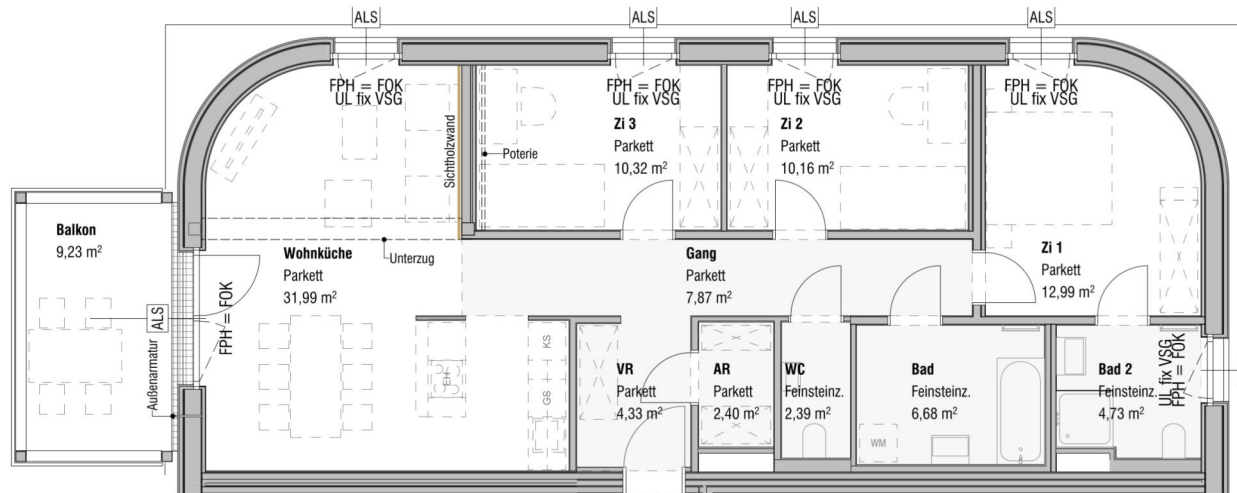 ALS
ALS
ALS
ALS
FPH = FOK
UL fix VSG
FPH = FOK
UL fix VSG
FPH = FOK
UL fix VSG
FPH = FOK
UL fix VSG
Sichtholzwand
Poterie
Zi 3
Parkett
10,32 m²
Zi 2
Parkett
10,16 m²
Balkon
9,23 m²
Wohnküche
Parkett
31,99 m²
Unterzug
Gang
Parkett
7,87 m²
Zi 1
Parkett
12,99 m²
ALS
FPH = FOK
Außenarmatur
EH
KS
GS
VR
Parkett
4,33 m²
AR
Parkett
2,40 m²
WC
Feinsteinz.
2,39 m²
Bad
Feinsteinz.
6,68 m²
WM
Bad 2
Feinsteinz.
4,73 m²
UL fix VSG
FPH = FOK